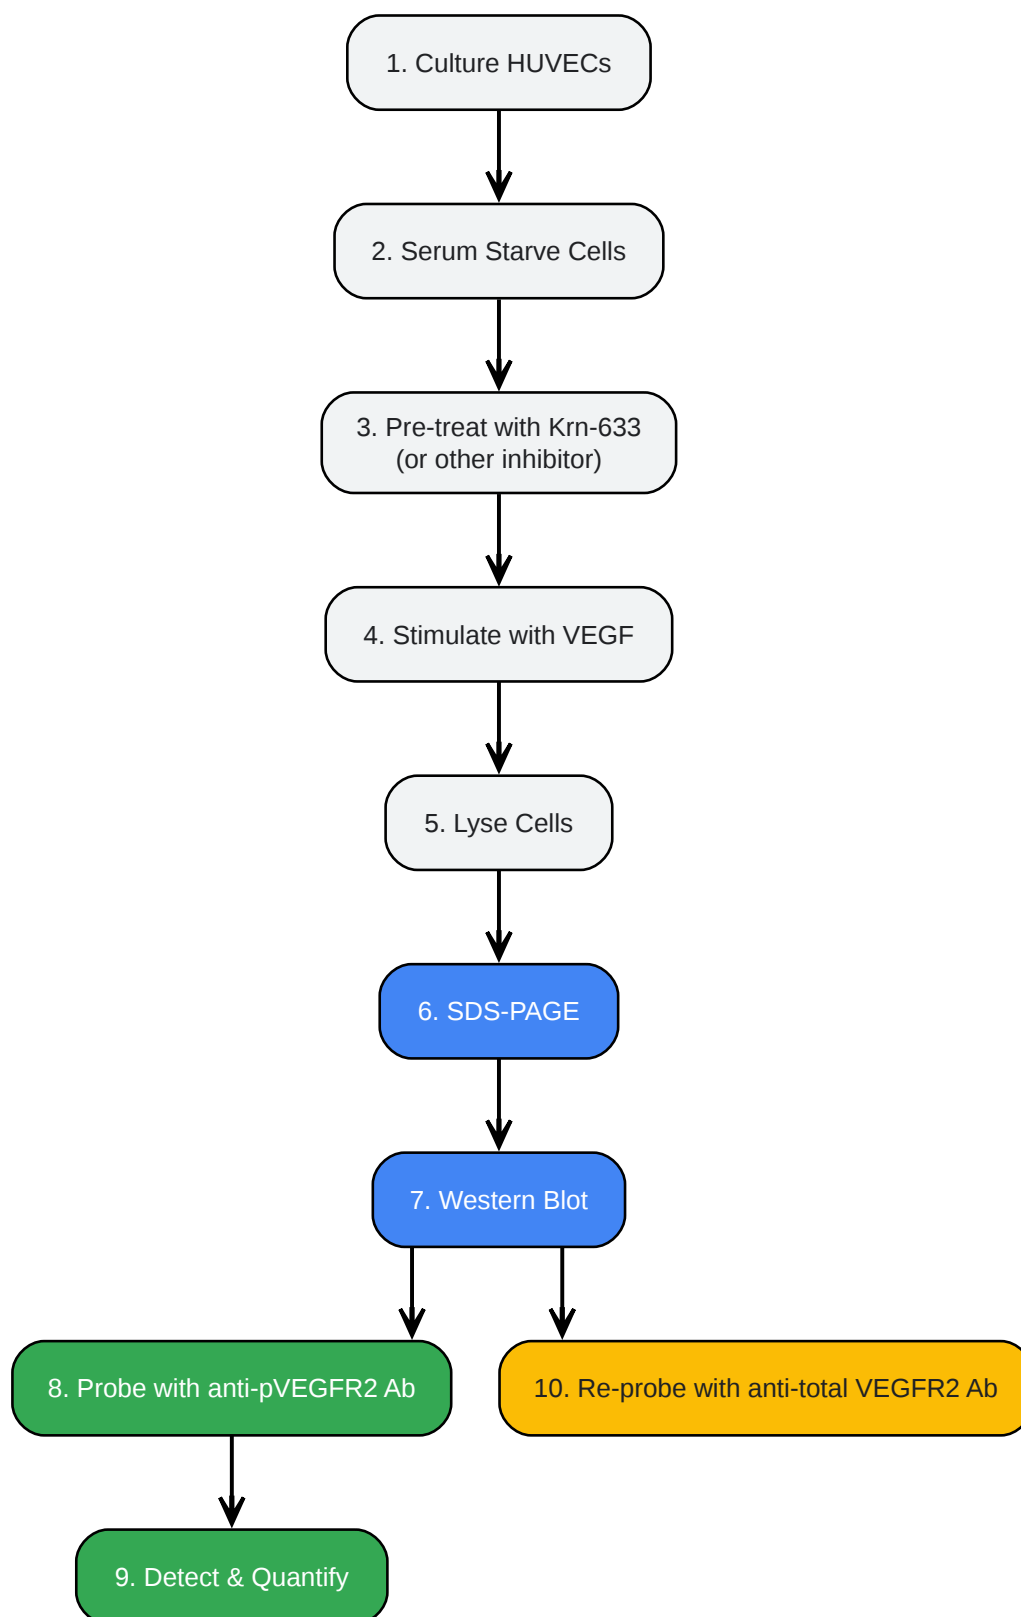 1. Culture HUVECs
2. Serum Starve Cells
3. Pre-treat with Krn-633
(or other inhibitor)
4. Stimulate with VEGF
5. Lyse Cells
6. SDS-PAGE
7. Western Blot
8. Probe with anti-pVEGFR2 Ab
10. Re-probe with anti-total VEGFR2 Ab
9. Detect & Quantify